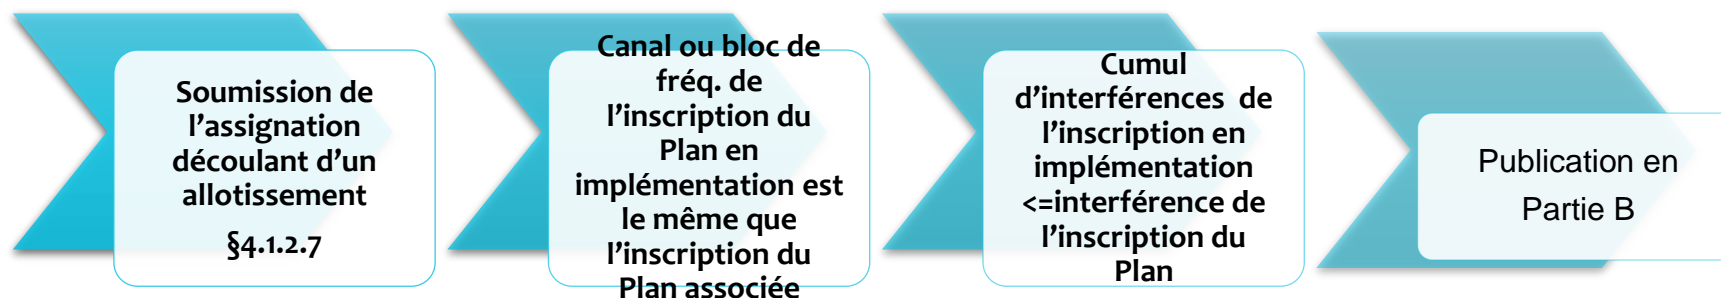 Soumission de
l’assignation
découlant d’un
allotissement
§4.1.2.7
Canal ou bloc de
fréq. de
l’inscription du
Plan en
implémentation est
le même que
l’inscription du
Plan associée
Cumul
d’interférences de
l’inscription en
implémentation
<=interférence de
l’inscription du
Plan
Publication en
Partie B